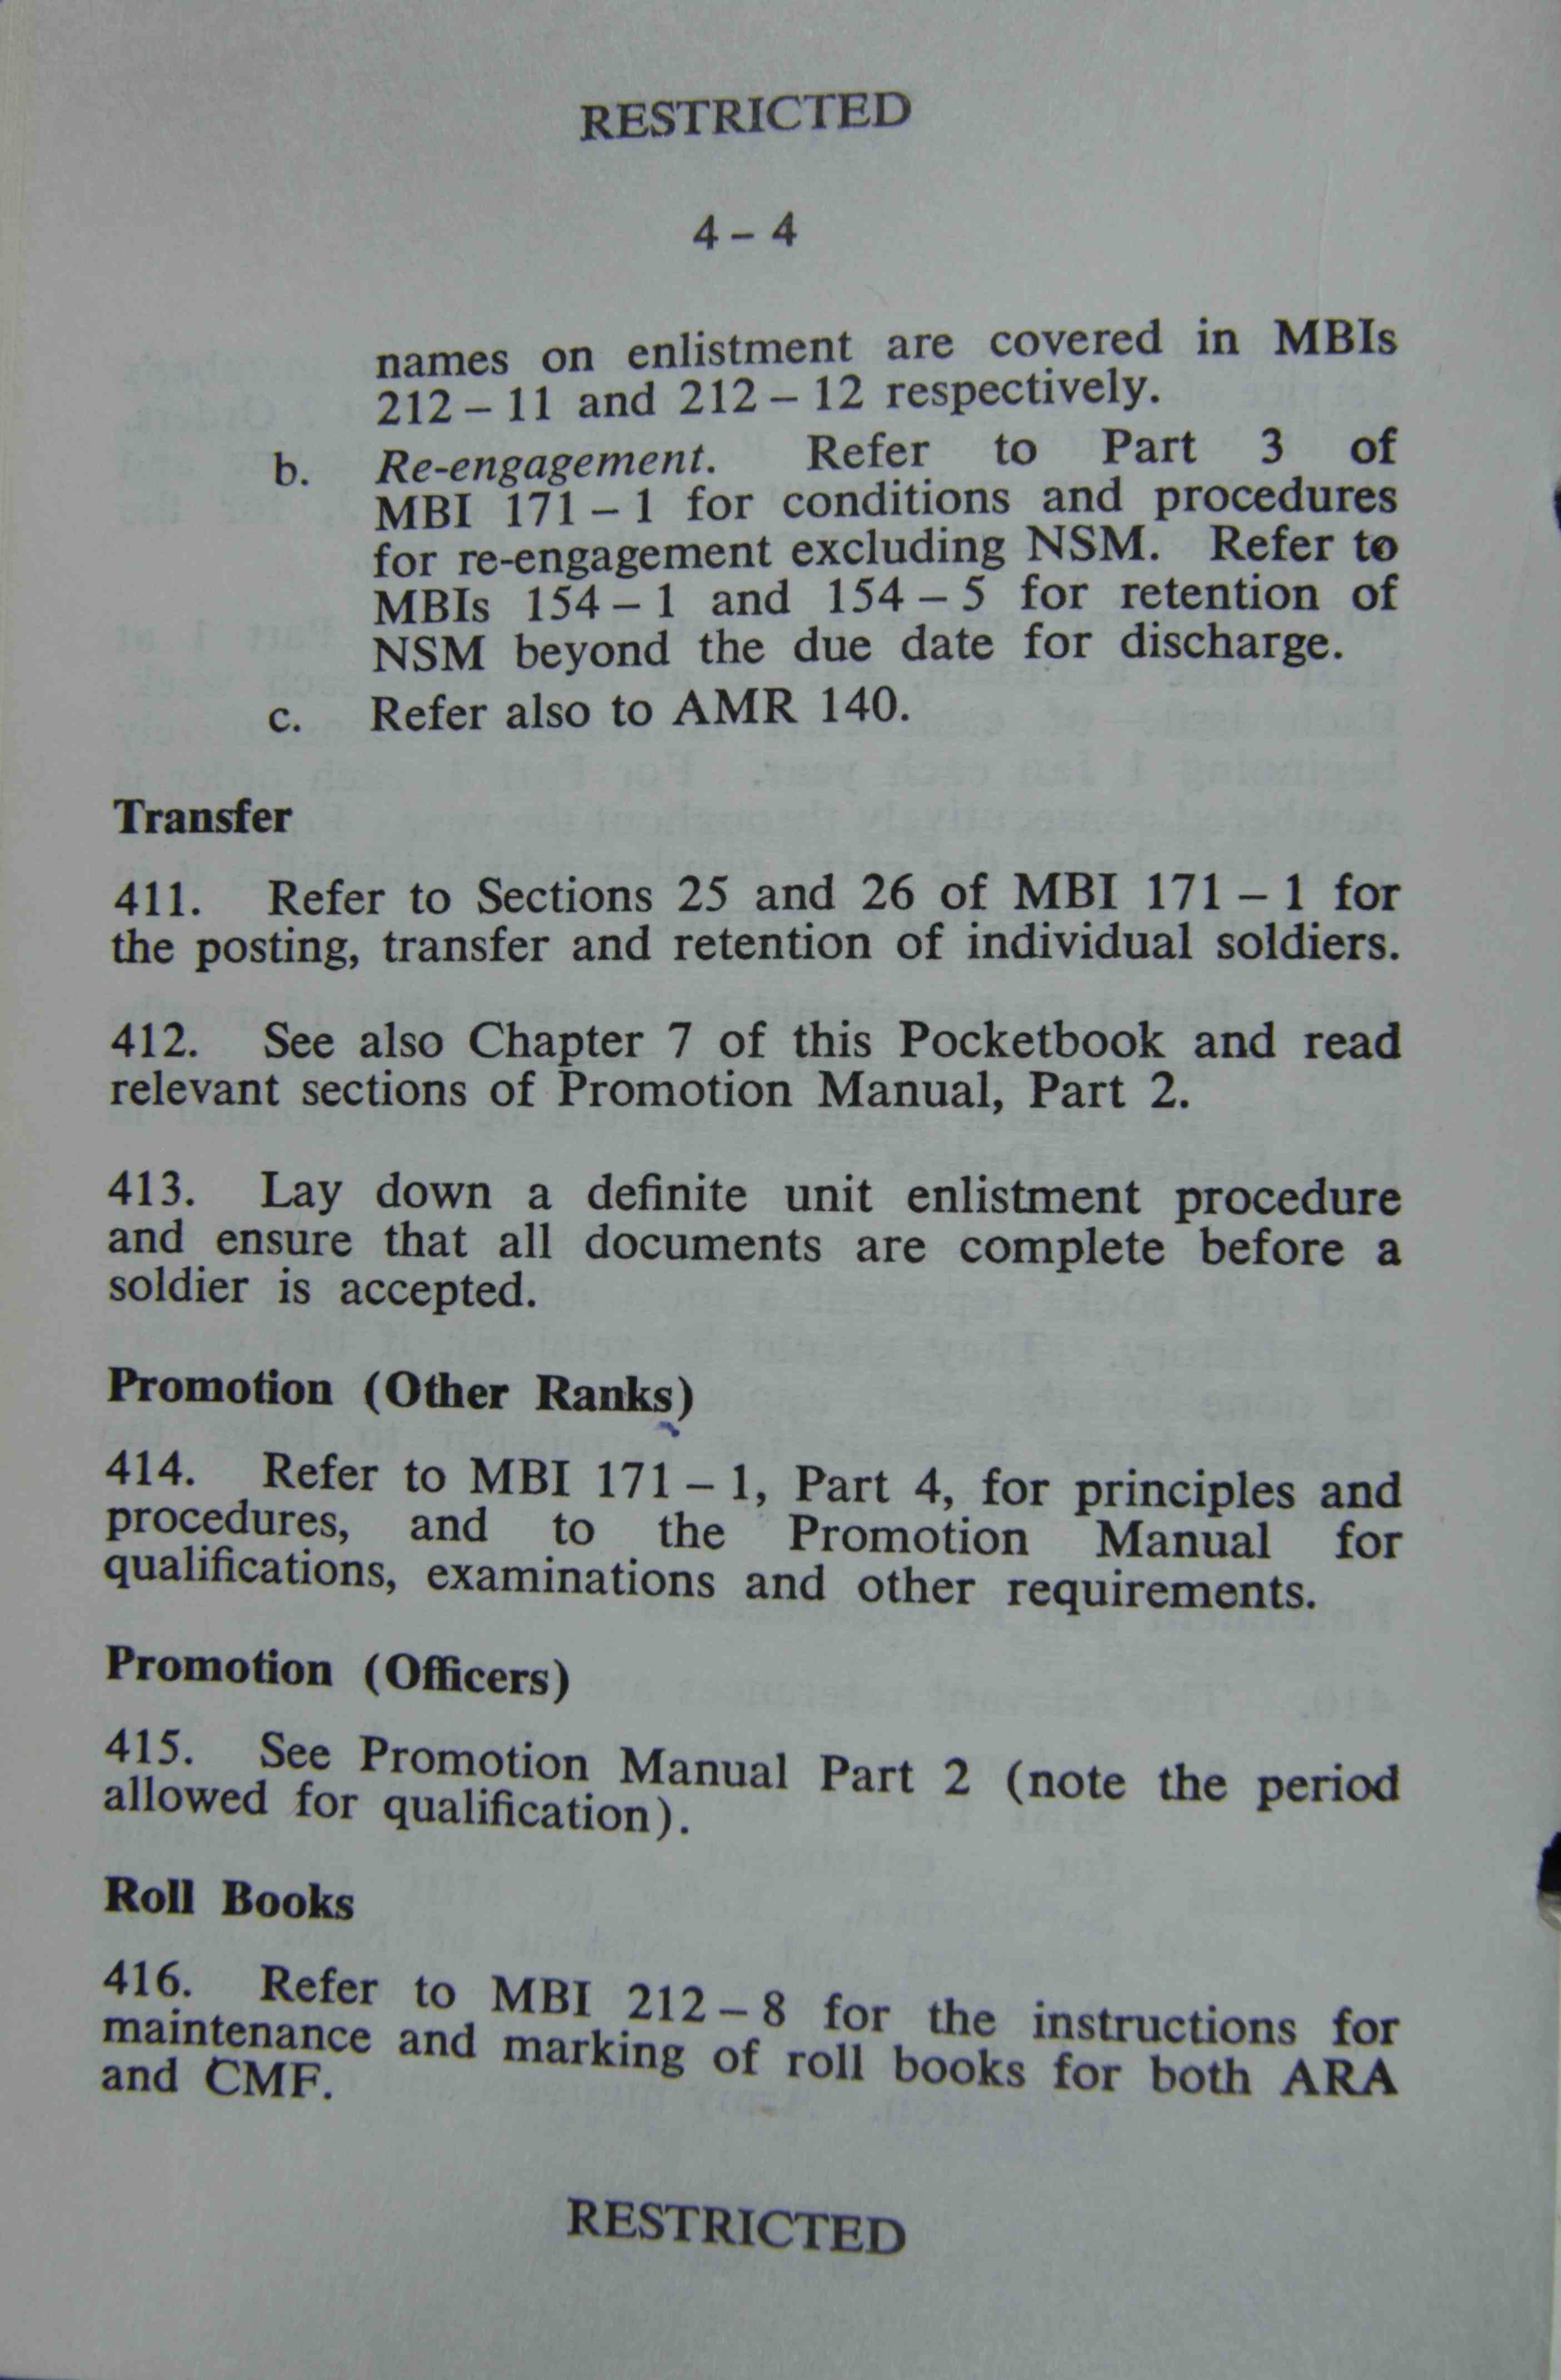 RESTRICTED
4 – 4
names on enlistment are covered in MBIs
212 – 11 and 212 – 12 respectively.
b. Re-engagement. Refer to Part 3 of
MBI 171 – 1 for conditions and procedures
for re-engagement excluding NSM. Refer to
MBIs 154 – 1 and 154 – 5 for retention of
NSM beyond the due date for discharge.
c. Refer also to AMR 140.
Transfer
411. Refer to Sections 25 and 26 of MBI 171 – 1 for
the posting, transfer and retention of individual soldiers.
412. See also Chapter 7 of this Pocketbook and read
relevant sections of Promotion Manual, Part 2.
413. Lay down a definite unit enlistment procedure
and ensure that all documents are complete before a
soldier is accepted.
Promotion (Other Ranks)
414. Refer to MBI 171 – 1, Part 4, for principles and
procedures, and to the Promotion Manual for
qualifications, examinations and other requirements.
Promotion (Officers)
415. See Promotion Manual Part 2 (note the period
allowed for qualification).
Roll Books
416. Refer to MBI 212 – 8 for the instructions for
maintenance and marking of roll books for both ARA
and CMF.
RESTRICTED